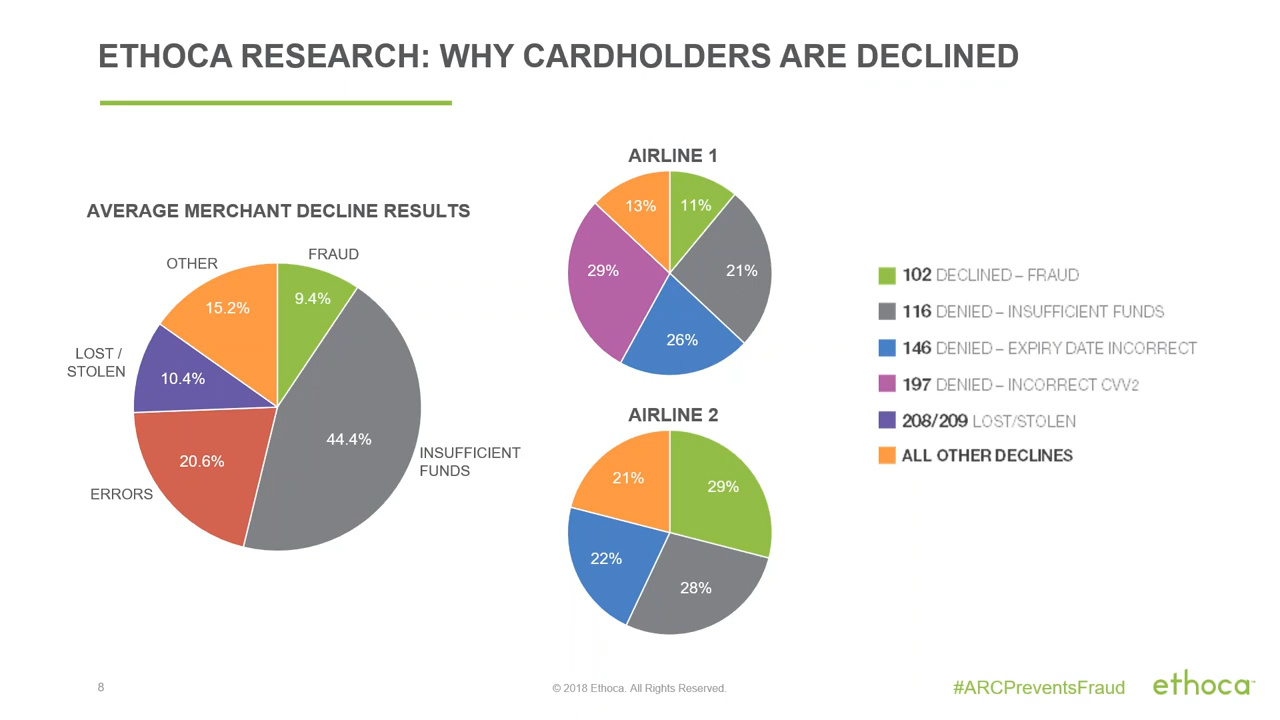 ETHOCA RESEARCH: WHY CARDHOLDERS ARE DECLINED
AVERAGE MERCHANT DECLINE RESULTS
OTHER
FRAUD
15.2%
9.4%
LOST /
STOLEN
10.4%
44.4%
INSUFFICIENT
FUNDS
20.6%
ERRORS
AIRLINE 1
13%
11%
29%
21%
26%
AIRLINE 2
21%
29%
22%
28%
102 DECLINED – FRAUD
116 DENIED – INSUFFICIENT FUNDS
146 DENIED – EXPIRY DATE INCORRECT
197 DENIED – INCORRECT CVV2
208/209 LOST/STOLEN
ALL OTHER DECLINES
8
© 2018 Ethoca. All Rights Reserved.
#ARCPreventsFraud
ethoca